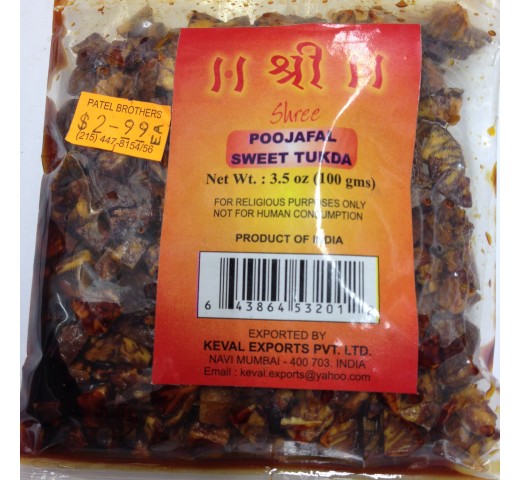 ।। श्री ।।
Shree
POOJAFAL
SWEET TUKDA
Net Wt. : 3.5 oz (100 gms)
FOR RELIGIOUS PURPOSES ONLY
NOT FOR HUMAN CONSUMPTION
PRODUCT OF INDIA
6 43864 53201 2
EXPORTED BY
KEVAL EXPORTS PVT. LTD.
NAVI MUMBAI - 400 703. INDIA
Email : keval.exports@yahoo.com
PATEL BROTHERS
$2-99 EA
(215) 447-8154/56